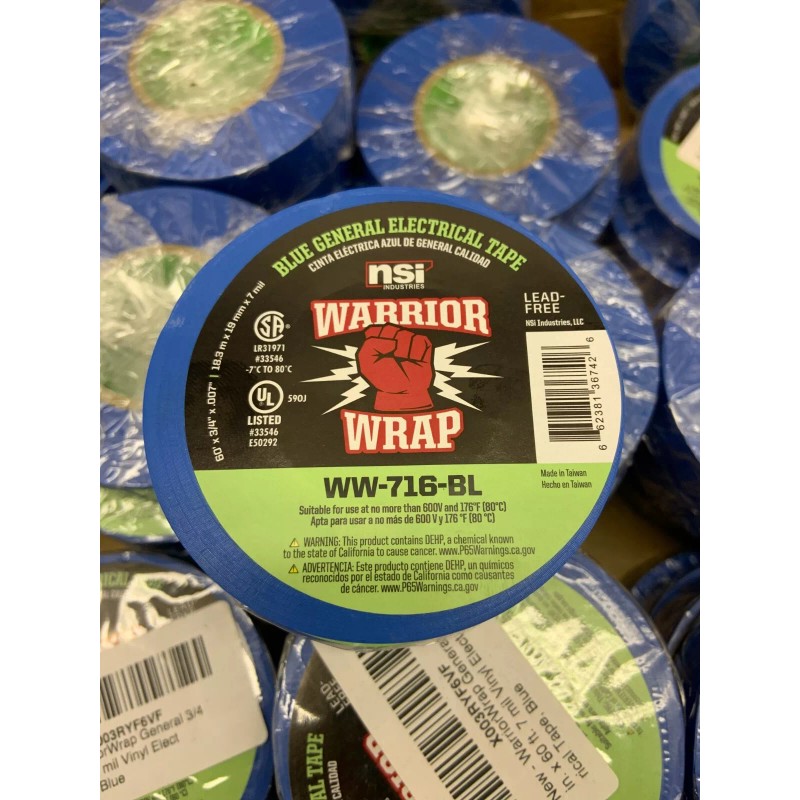 BLUE GENERAL ELECTRICAL TAPE
CINTA ELÉCTRICA AZUL DE GENERAL CALIDAD
nsi
INDUSTRIES
WARRIOR
WRAP
60' x 3/4" x .007" | 18.3 m x 19 mm x 7 mil
SA
LR31971
#33546
-7°C TO 80°C
UL
590J
LISTED
#33546
E50292
LEAD-
FREE
NSi Industries, LLC
6 62381 36742 6
Made in Taiwan
Hecho en Taiwan
WW-716-BL
Suitable for use at no more than 600V and 176°F (80°C)
Apta para usar a no más de 600 V y 176 °F (80 °C)
WARNING: This product contains DEHP, a chemical known
to the state of California to cause cancer. www.P65Warnings.ca.gov
ADVERTENCIA: Este producto contiene DEHP, un químicos
reconocidos por el estado de California como causantes
de cáncer. www.P65Warnings.ca.gov
003RYF6VF
orWrap General 3/4
mil Vinyl Elect
Blue
LEAD-
FREE
TAPE
CALIDAD
X003RYF6VF
New - WarriorWrap General
in. x 60 ft. 7 mil Vinyl Elect
rical Tape Blue